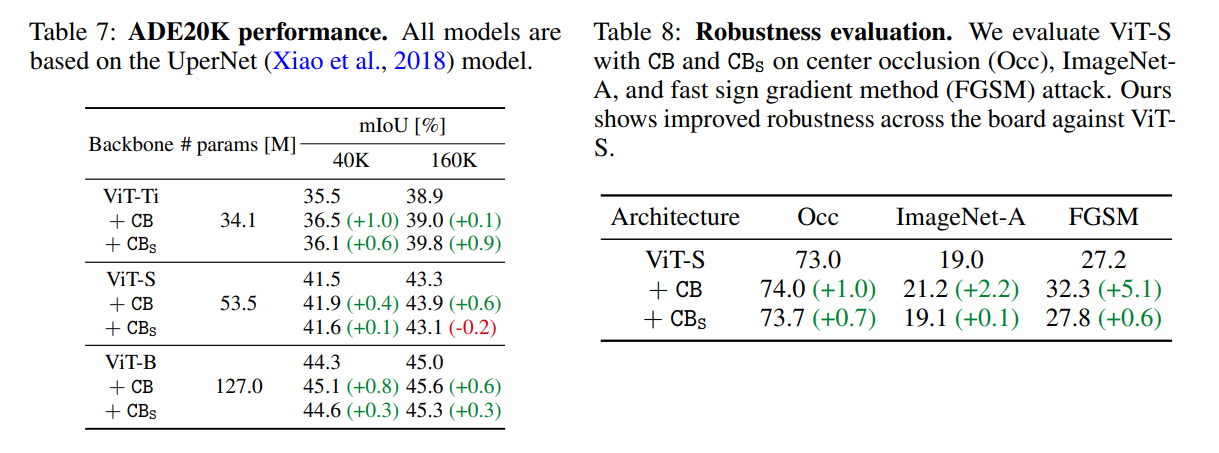 Table 7: ADE20K performance. All models are
based on the UperNet (Xiao et al., 2018) model.
mIoU [%]
Backbone # params [M]
40K 160K
ViT-Ti 35.5 38.9
+ CB 34.1 36.5 (+1.0) 39.0 (+0.1)
+ CBs 36.1 (+0.6) 39.8 (+0.9)
ViT-S 41.5 43.3
+ CB 53.5 41.9 (+0.4) 43.9 (+0.6)
+ CBs 41.6 (+0.1) 43.1 (-0.2)
ViT-B 44.3 45.0
+ CB 127.0 45.1 (+0.8) 45.6 (+0.6)
+ CBs 44.6 (+0.3) 45.3 (+0.3)
Table 8: Robustness evaluation. We evaluate ViT-S
with CB and CBs on center occlusion (Occ), ImageNet-
A, and fast sign gradient method (FGSM) attack. Ours
shows improved robustness across the board against ViT-
S.
Architecture Occ ImageNet-A FGSM
ViT-S 73.0 19.0 27.2
+ CB 74.0 (+1.0) 21.2 (+2.2) 32.3 (+5.1)
+ CBs 73.7 (+0.7) 19.1 (+0.1) 27.8 (+0.6)